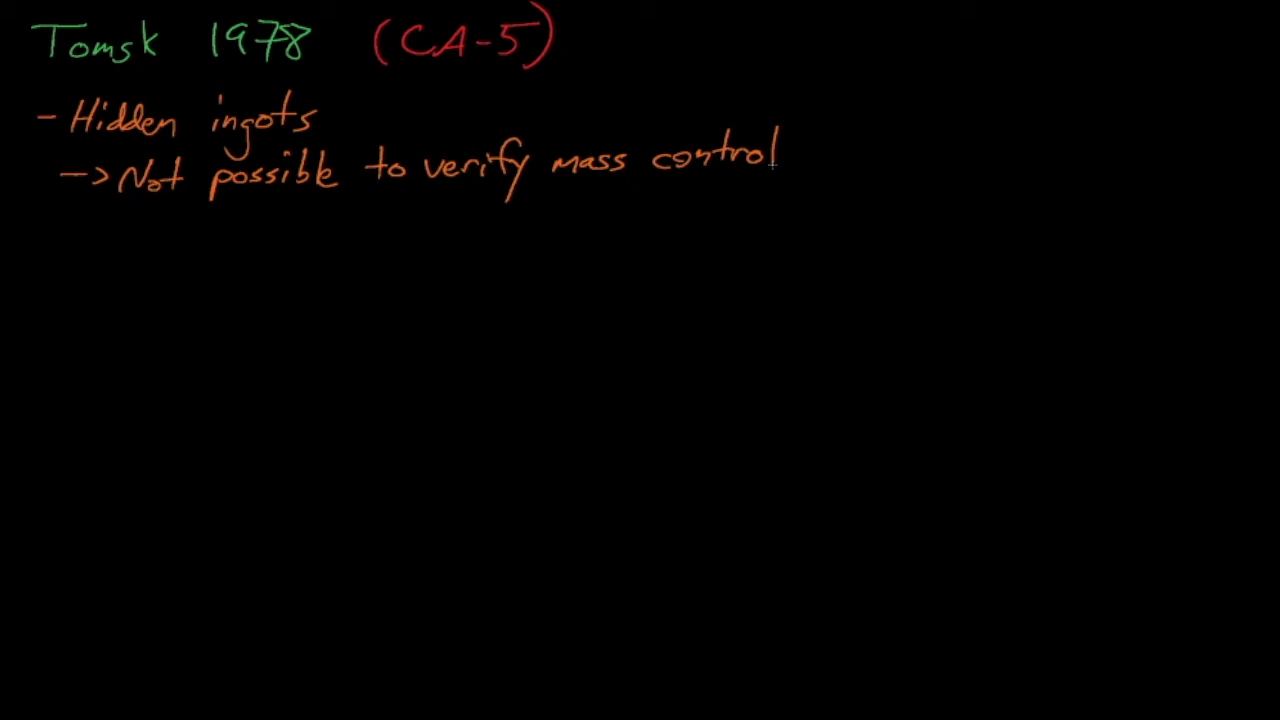 Tomsk 1978 (CA-5)
- Hidden ingots
-> Not possible to verify mass control